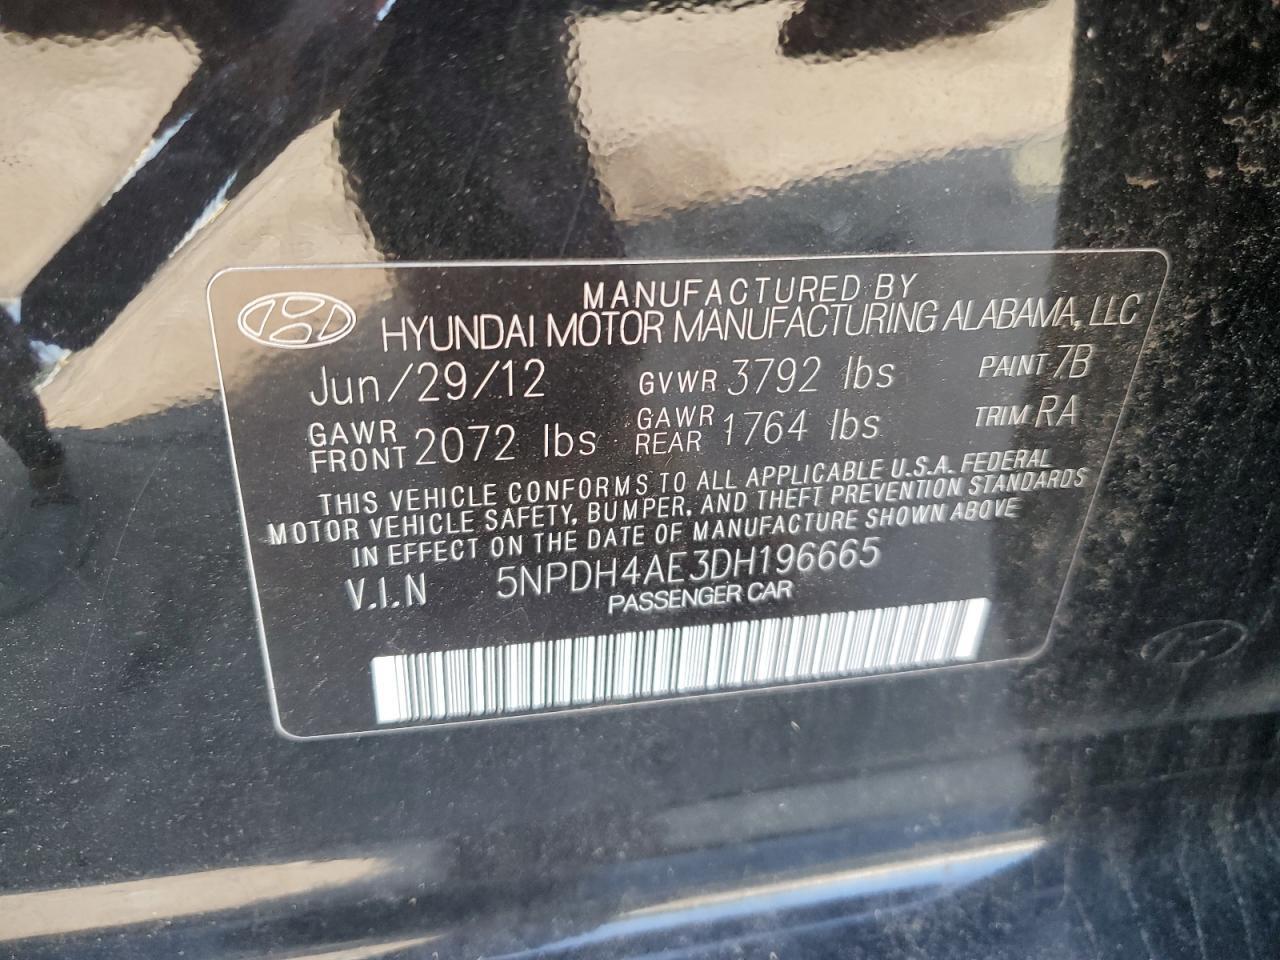 MANUFACTURED BY
HYUNDAI MOTOR MANUFACTURING ALABAMA, LLC
Jun/29/12 GVWR 3792 lbs PAINT 7B
GAWR FRONT 2072 lbs GAWR REAR 1764 lbs TRIM RA
THIS VEHICLE CONFORMS TO ALL APPLICABLE U.S.A. FEDERAL
MOTOR VEHICLE SAFETY, BUMPER, AND THEFT PREVENTION STANDARDS
IN EFFECT ON THE DATE OF MANUFACTURE SHOWN ABOVE
V.I.N 5NPDH4AE3DH196665
PASSENGER CAR